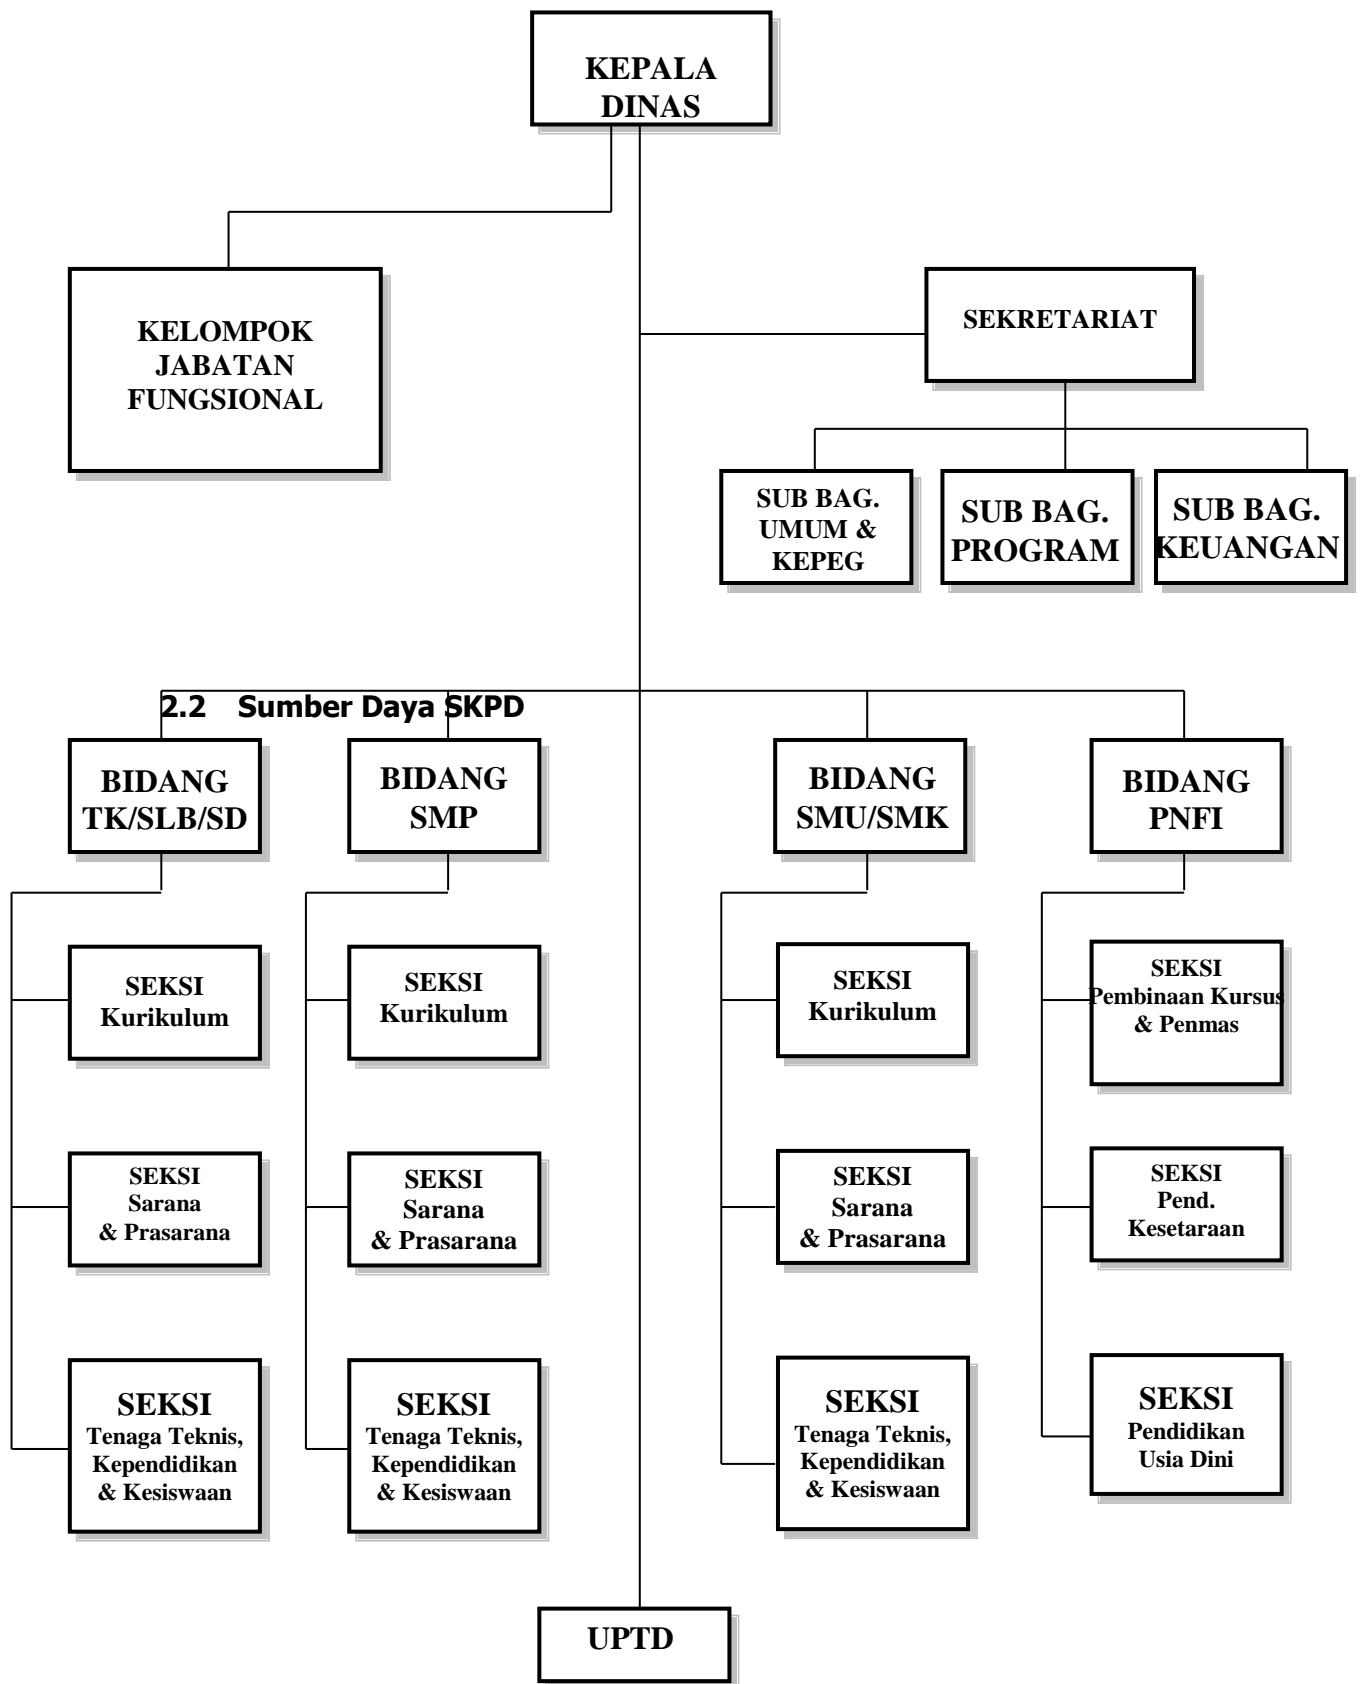 KEPALA
DINAS
KELOMPOK
JABATAN
FUNGSIONAL
SEKRETARIAT
SUB BAG.
UMUM &
KEPEG
SUB BAG.
PROGRAM
SUB BAG.
KEUANGAN
2.2 Sumber Daya SKPD
BIDANG
TK/SLB/SD
BIDANG
SMP
BIDANG
SMU/SMK
BIDANG
PNFI
SEKSI
Kurikulum
SEKSI
Kurikulum
SEKSI
Kurikulum
SEKSI
Pembinaan Kursus
& Penmas
SEKSI
Sarana
& Prasarana
SEKSI
Sarana
& Prasarana
SEKSI
Sarana
& Prasarana
SEKSI
Pend.
Kesetaraan
SEKSI
Tenaga Teknis,
Kependidikan
& Kesiswaan
SEKSI
Tenaga Teknis,
Kependidikan
& Kesiswaan
SEKSI
Tenaga Teknis,
Kependidikan
& Kesiswaan
SEKSI
Pendidikan
Usia Dini
UPTD